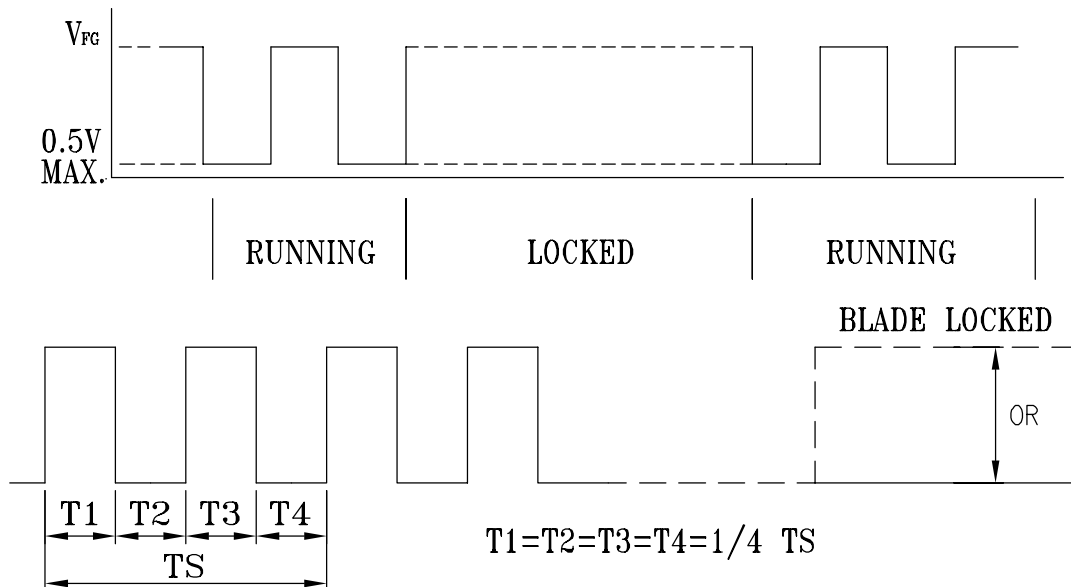 VFG
0.5V
MAX.
RUNNING LOCKED RUNNING
BLADE LOCKED
OR
T1 T2 T3 T4
TS
T1=T2=T3=T4=1/4 TS